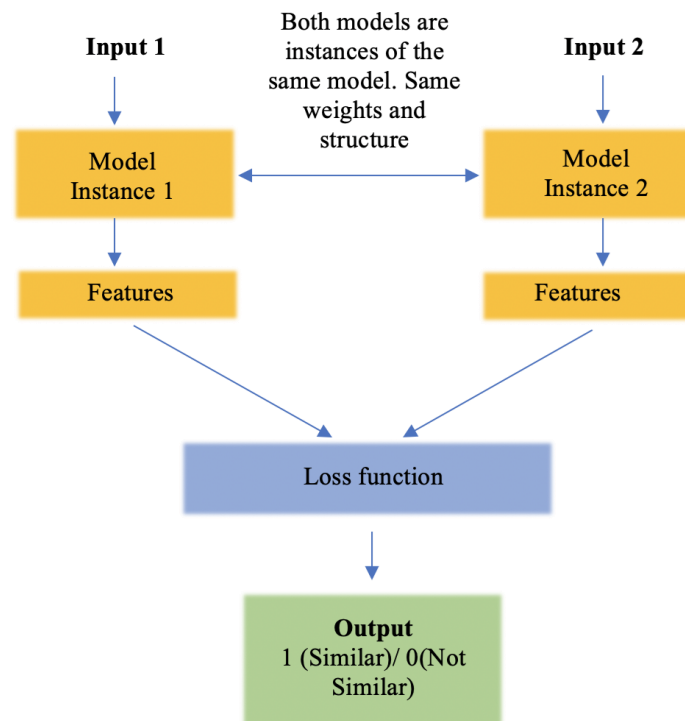 Input 1
Both models are
instances of the
same model. Same
weights and
structure
Input 2
Model
Instance 1
Model
Instance 2
Features
Features
Loss function
Output
1 (Similar)/ 0(Not
Similar)